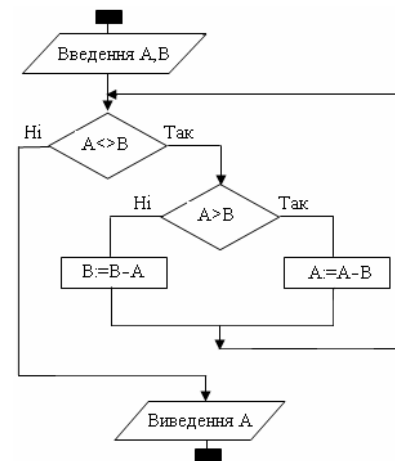 Введення А,В
Ні
Так
А<>В
Ні
Так
А>В
В:=В-А
А:=А-В
Виведення А